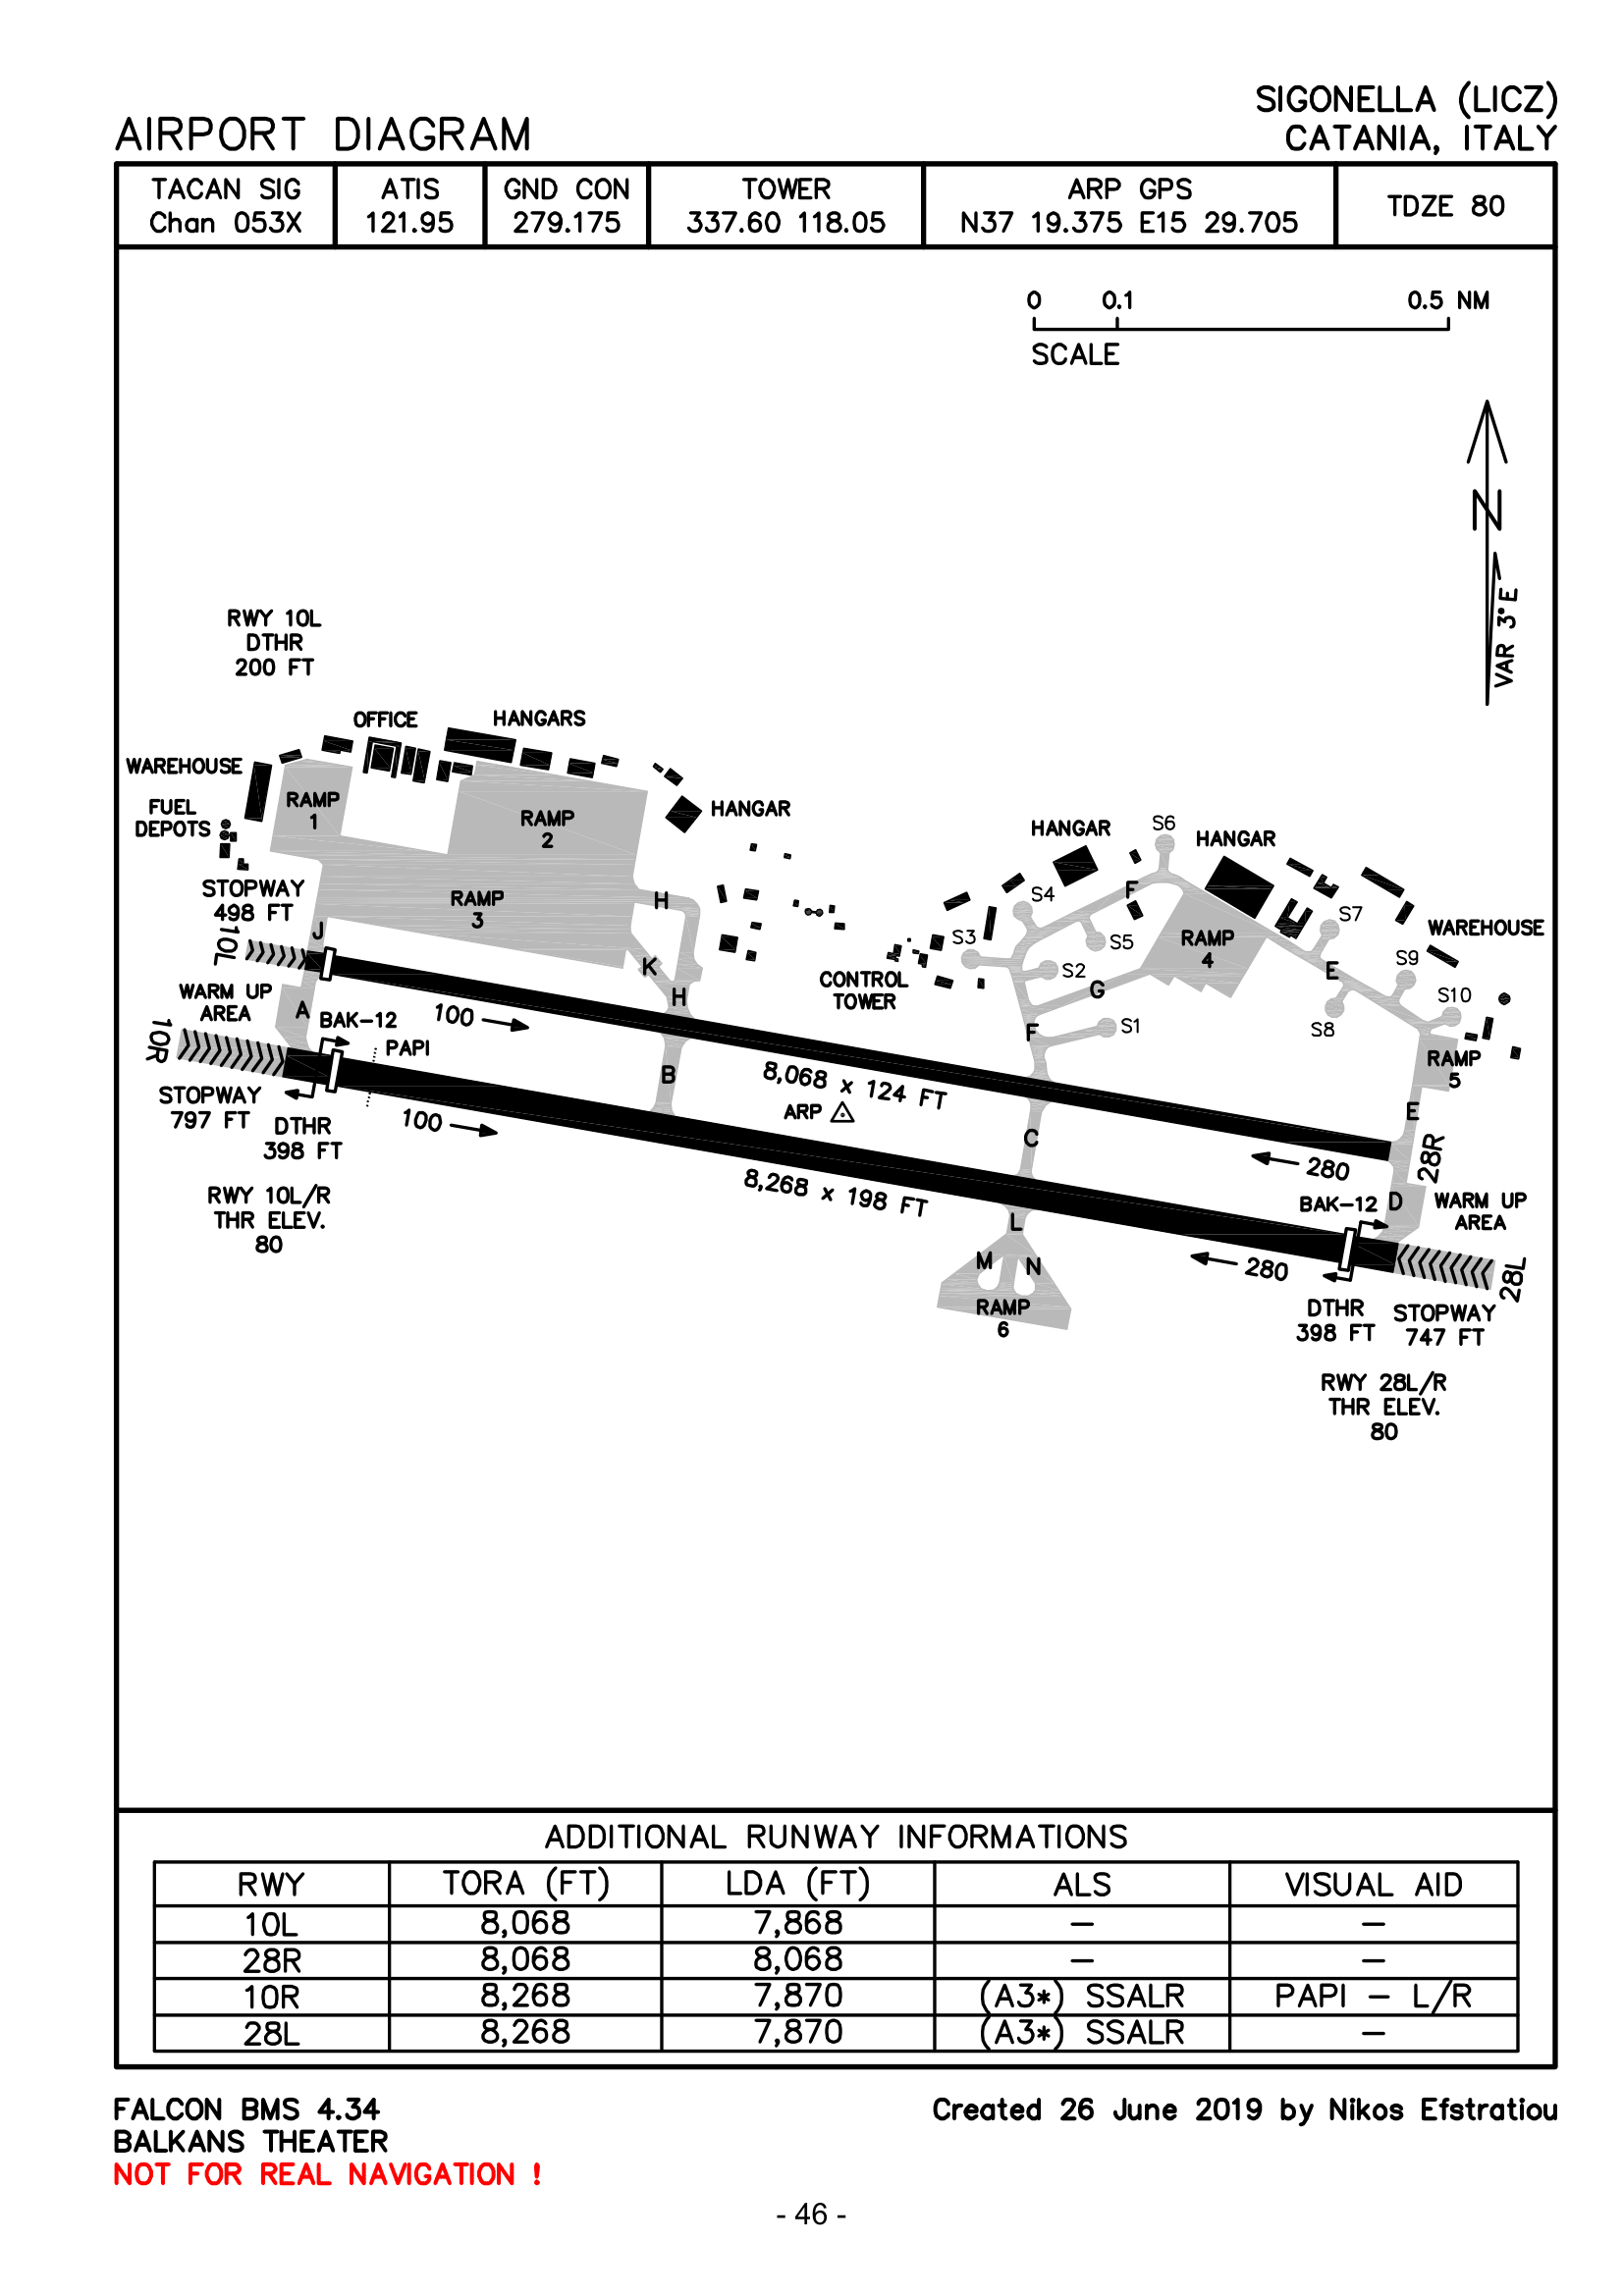 AIRPORT DIAGRAM
SIGONELLA (LICZ)
CATANIA, ITALY
TACAN SIG
Chan 053X
ATIS
121.95
GND CON
279.175
TOWER
337.60 118.05
ARP GPS
N37 19.375 E15 29.705
TDZE 80
0 0.1 0.5 NM
SCALE
N
VAR 3°E
RWY 10L
DTHR
200 FT
OFFICE
HANGARS
WAREHOUSE
FUEL
DEPOTS
RAMP
1
RAMP
2
HANGAR
HANGAR
S6
HANGAR
STOPWAY
498 FT
RAMP
3
H
F
S4
S7
WAREHOUSE
J
10L
S3
S5
RAMP
4
S9
K
CONTROL
TOWER
S2
E
WARM UP
AREA
H
G
S10
A
BAK-12
100
F
S1
S8
10R
PAPI
RAMP
5
STOPWAY
797 FT
B
8,068 x 124 FT
ARP
E
DTHR
398 FT
100
C
28R
280
RWY 10L/R
THR ELEV.
80
8,268 x 198 FT
BAK-12
D
WARM UP
AREA
L
M
N
280
28L
RAMP
6
DTHR
398 FT
STOPWAY
747 FT
RWY 28L/R
THR ELEV.
80
ADDITIONAL RUNWAY INFORMATIONS
RWY TORA (FT) LDA (FT) ALS VISUAL AID
10L 8,068 7,868 – –
28R 8,068 8,068 – –
10R 8,268 7,870 (A3*) SSALR PAPI – L/R
28L 8,268 7,870 (A3*) SSALR –
FALCON BMS 4.34
BALKANS THEATER
NOT FOR REAL NAVIGATION !
Created 26 June 2019 by Nikos Efstratiou
- 46 -